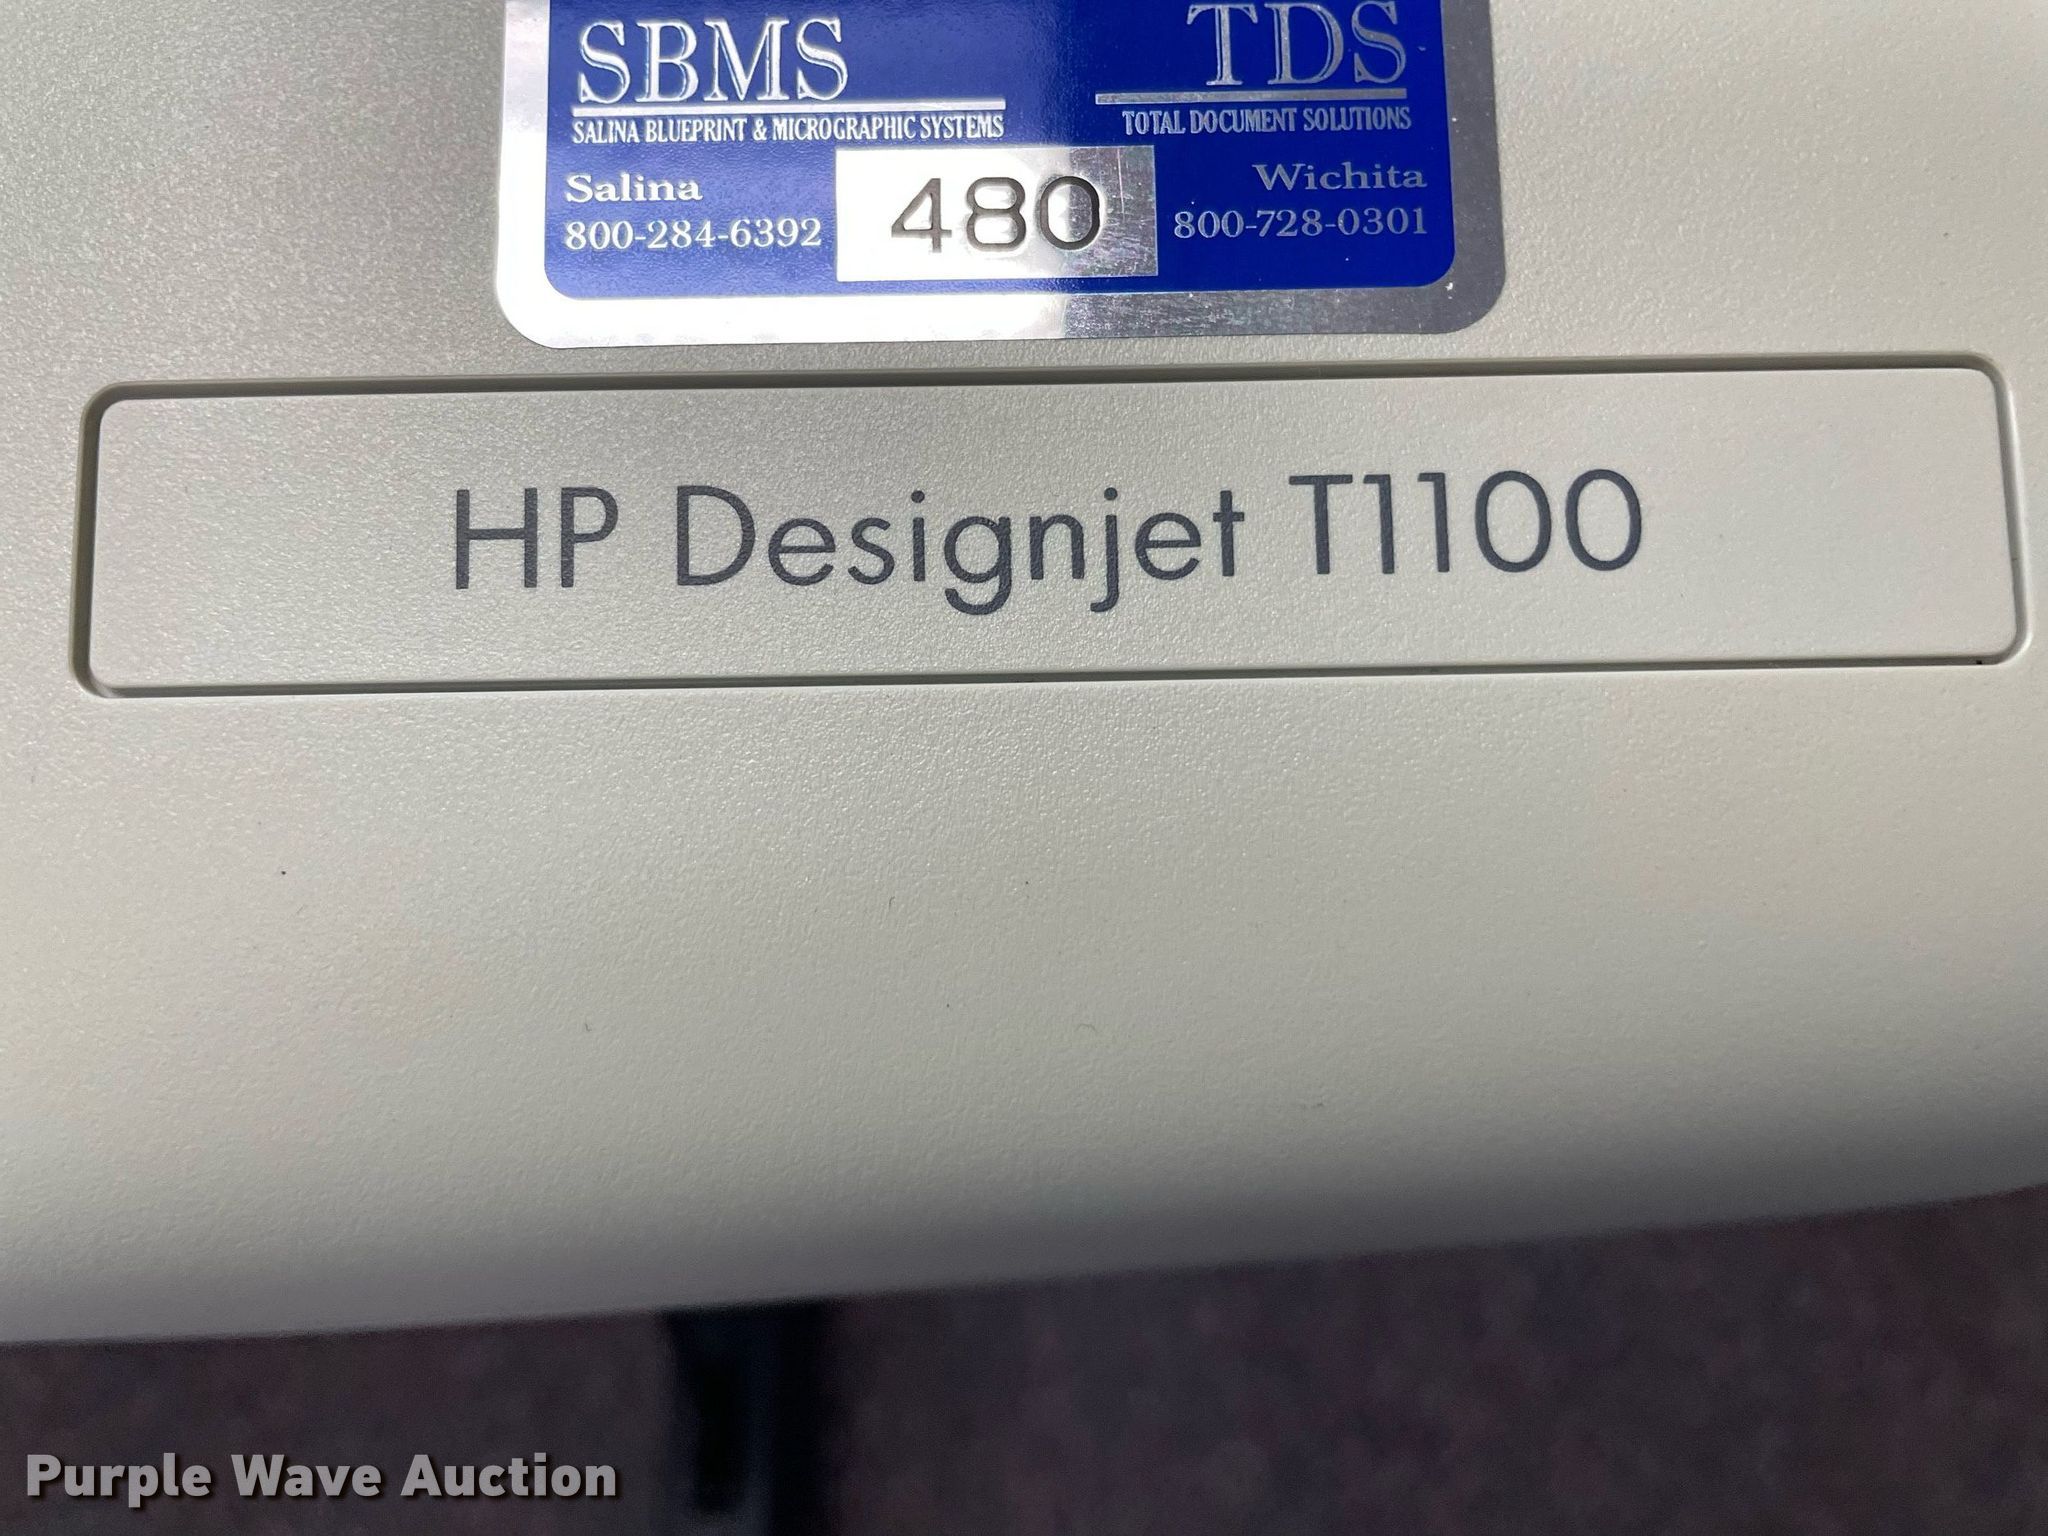 SBMS
TDS
SALINA BLUEPRINT & MICROGRAPHIC SYSTEMS
TOTAL DOCUMENT SOLUTIONS
Salina
800-284-6392
480
Wichita
800-728-0301
HP Designjet T1100
Purple Wave Auction